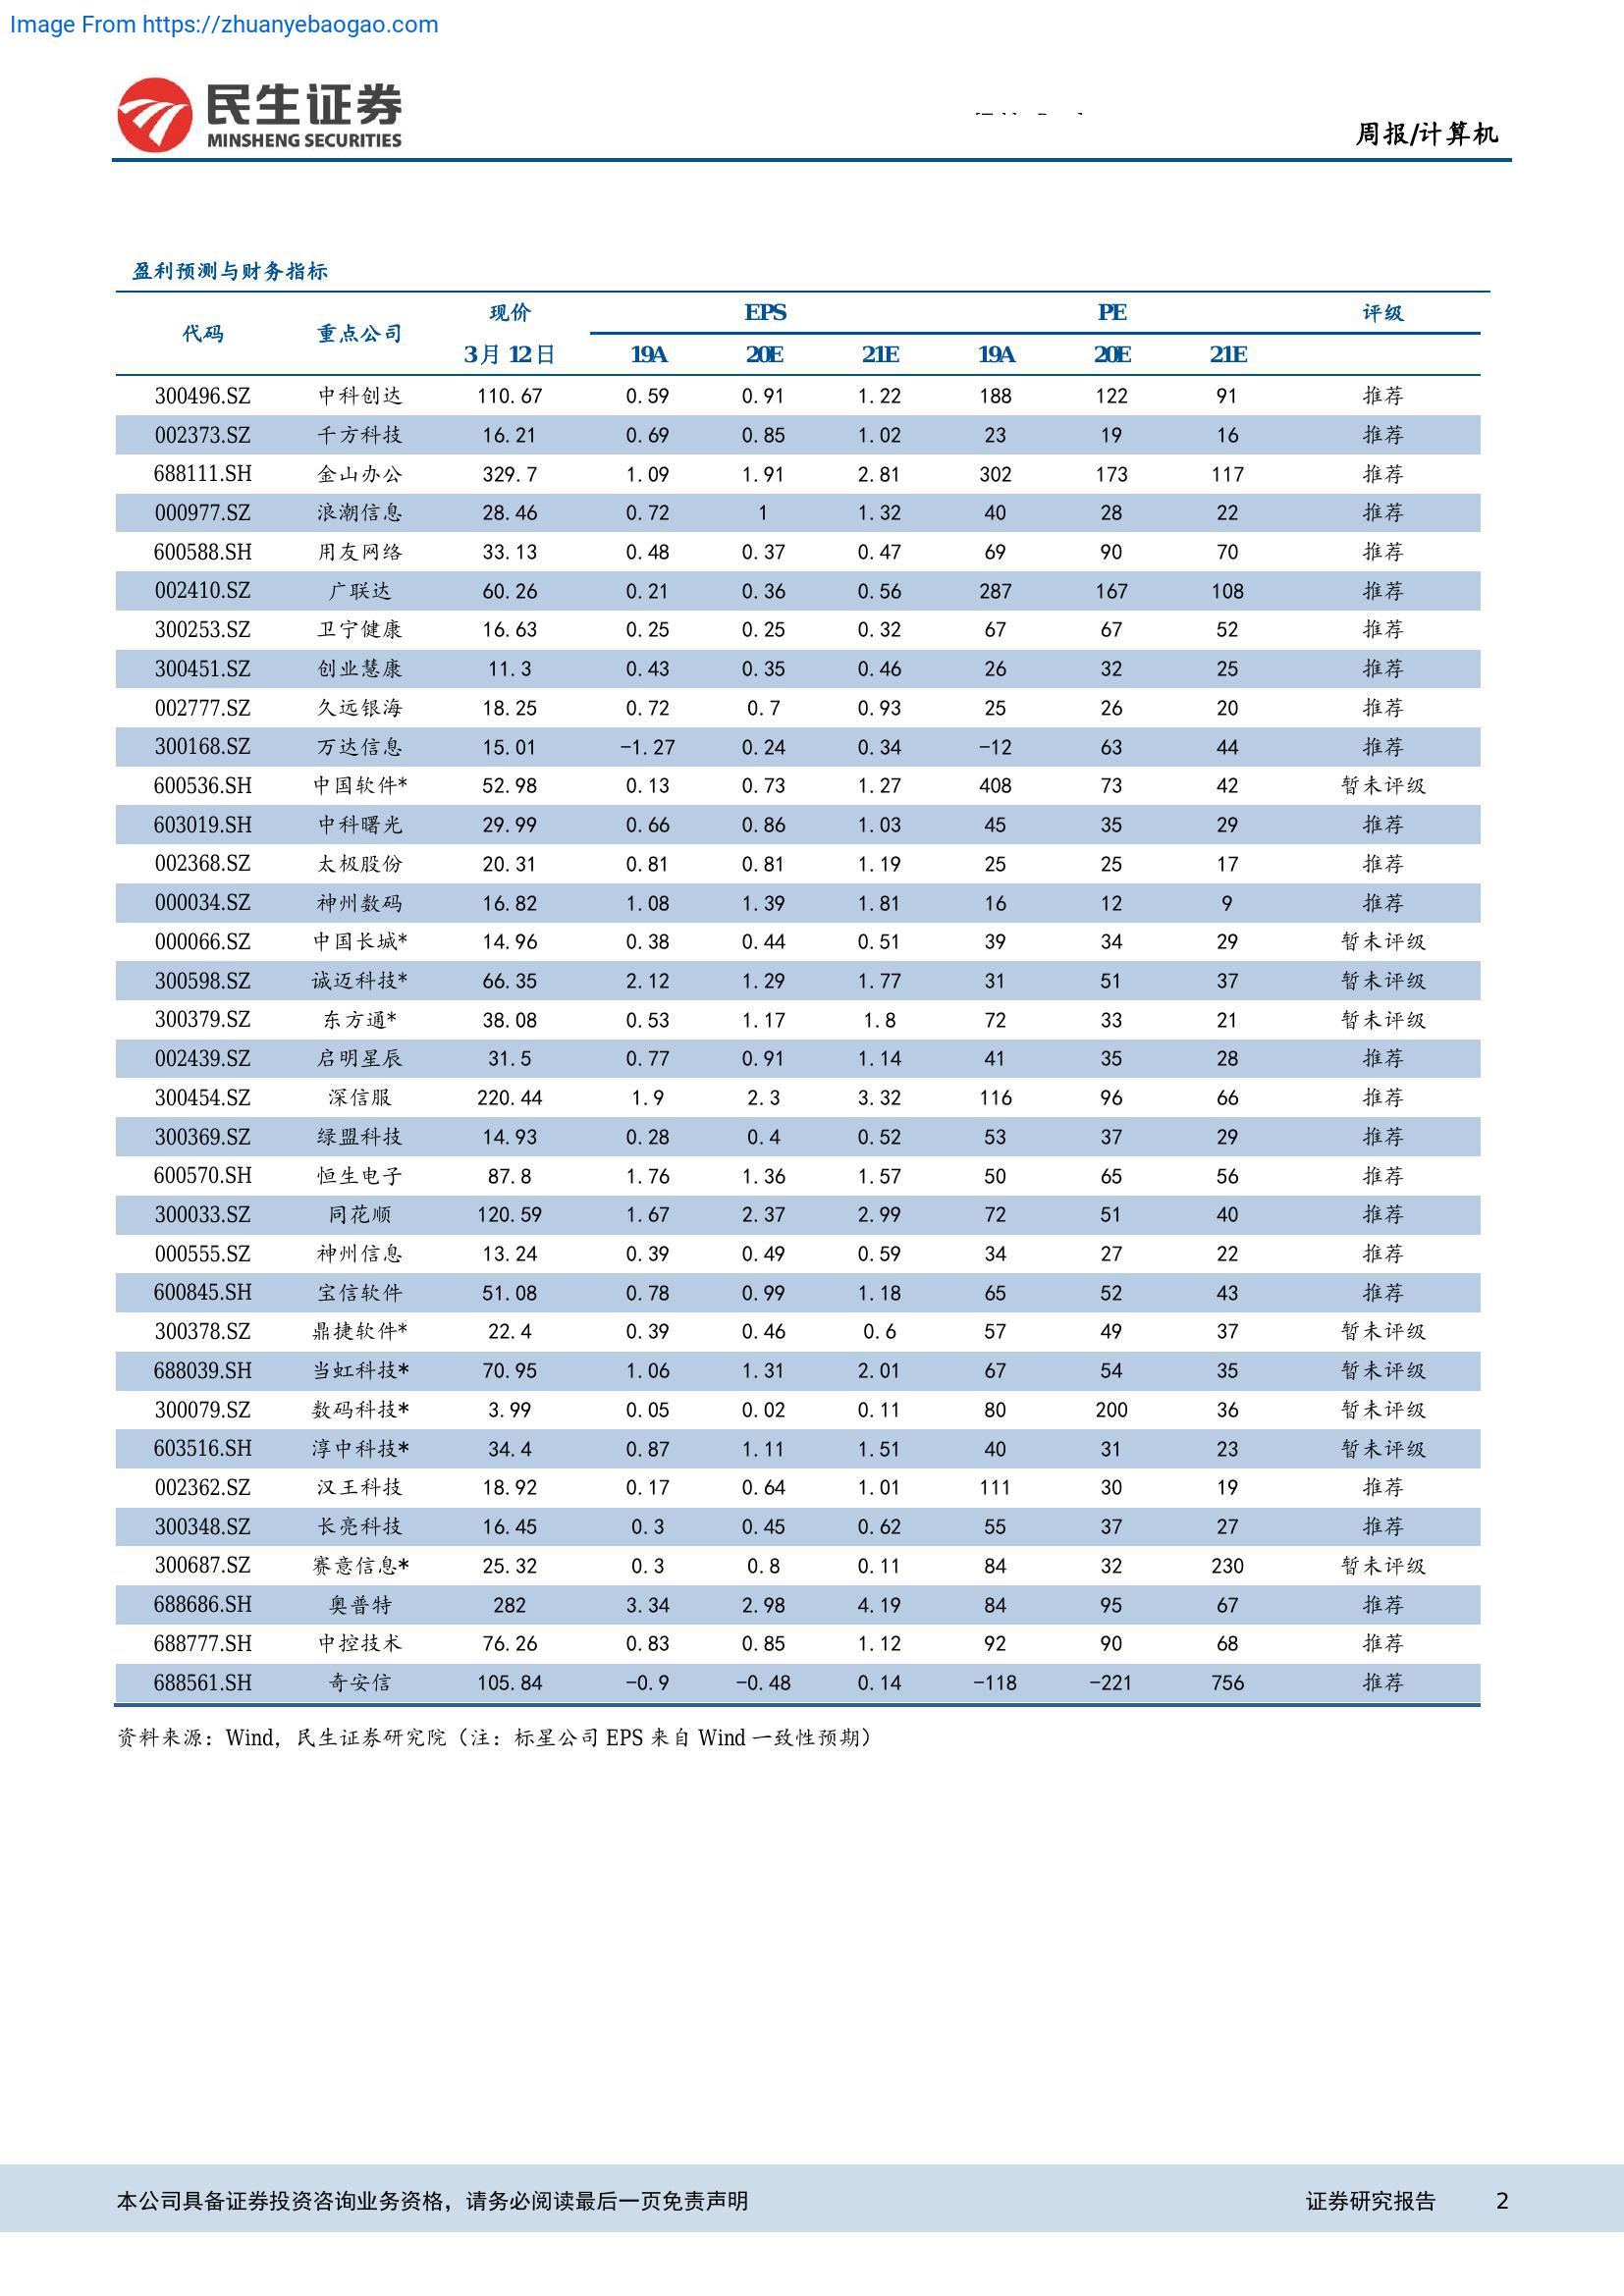 Image From https://zhuanyebaogao.com
民生证券
MINSHENG SECURITIES
周报/计算机
盈利预测与财务指标
代码 重点公司 现价 EPS PE 评级
3月12日 19A 20E 21E 19A 20E 21E
300496.SZ 中科创达 110.67 0.59 0.91 1.22 188 122 91 推荐
002373.SZ 千方科技 16.21 0.69 0.85 1.02 23 19 16 推荐
688111.SH 金山办公 329.7 1.09 1.91 2.81 302 173 117 推荐
000977.SZ 浪潮信息 28.46 0.72 1 1.32 40 28 22 推荐
600588.SH 用友网络 33.13 0.48 0.37 0.47 69 90 70 推荐
002410.SZ 广联达 60.26 0.21 0.36 0.56 287 167 108 推荐
300253.SZ 卫宁健康 16.63 0.25 0.25 0.32 67 67 52 推荐
300451.SZ 创业慧康 11.3 0.43 0.35 0.46 26 32 25 推荐
002777.SZ 久远银海 18.25 0.72 0.7 0.93 25 26 20 推荐
300168.SZ 万达信息 15.01 -1.27 0.24 0.34 -12 63 44 推荐
600536.SH 中国软件* 52.98 0.13 0.73 1.27 408 73 42 暂未评级
603019.SH 中科曙光 29.99 0.66 0.86 1.03 45 35 29 推荐
002368.SZ 太极股份 20.31 0.81 0.81 1.19 25 25 17 推荐
000034.SZ 神州数码 16.82 1.08 1.39 1.81 16 12 9 推荐
000066.SZ 中国长城* 14.96 0.38 0.44 0.51 39 34 29 暂未评级
300598.SZ 诚迈科技* 66.35 2.12 1.29 1.77 31 51 37 暂未评级
300379.SZ 东方通* 38.08 0.53 1.17 1.8 72 33 21 暂未评级
002439.SZ 启明星辰 31.5 0.77 0.91 1.14 41 35 28 推荐
300454.SZ 深信服 220.44 1.9 2.3 3.32 116 96 66 推荐
300369.SZ 绿盟科技 14.93 0.28 0.4 0.52 53 37 29 推荐
600570.SH 恒生电子 87.8 1.76 1.36 1.57 50 65 56 推荐
300033.SZ 同花顺 120.59 1.67 2.37 2.99 72 51 40 推荐
000555.SZ 神州信息 13.24 0.39 0.49 0.59 34 27 22 推荐
600845.SH 宝信软件 51.08 0.78 0.99 1.18 65 52 43 推荐
300378.SZ 鼎捷软件* 22.4 0.39 0.46 0.6 57 49 37 暂未评级
688039.SH 当虹科技* 70.95 1.06 1.31 2.01 67 54 35 暂未评级
300079.SZ 数码科技* 3.99 0.05 0.02 0.11 80 200 36 暂未评级
603516.SH 淳中科技* 34.4 0.87 1.11 1.51 40 31 23 暂未评级
002362.SZ 汉王科技 18.92 0.17 0.64 1.01 111 30 19 推荐
300348.SZ 长亮科技 16.45 0.3 0.45 0.62 55 37 27 推荐
300687.SZ 赛意信息* 25.32 0.3 0.8 0.11 84 32 230 暂未评级
688686.SH 奥普特 282 3.34 2.98 4.19 84 95 67 推荐
688777.SH 中控技术 76.26 0.83 0.85 1.12 92 90 68 推荐
688561.SH 奇安信 105.84 -0.9 -0.48 0.14 -118 -221 756 推荐
资料来源：Wind，民生证券研究院（注：标星公司 EPS 来自 Wind 一致性预期）
本公司具备证券投资咨询业务资格，请务必阅读最后一页免责声明 证券研究报告 2